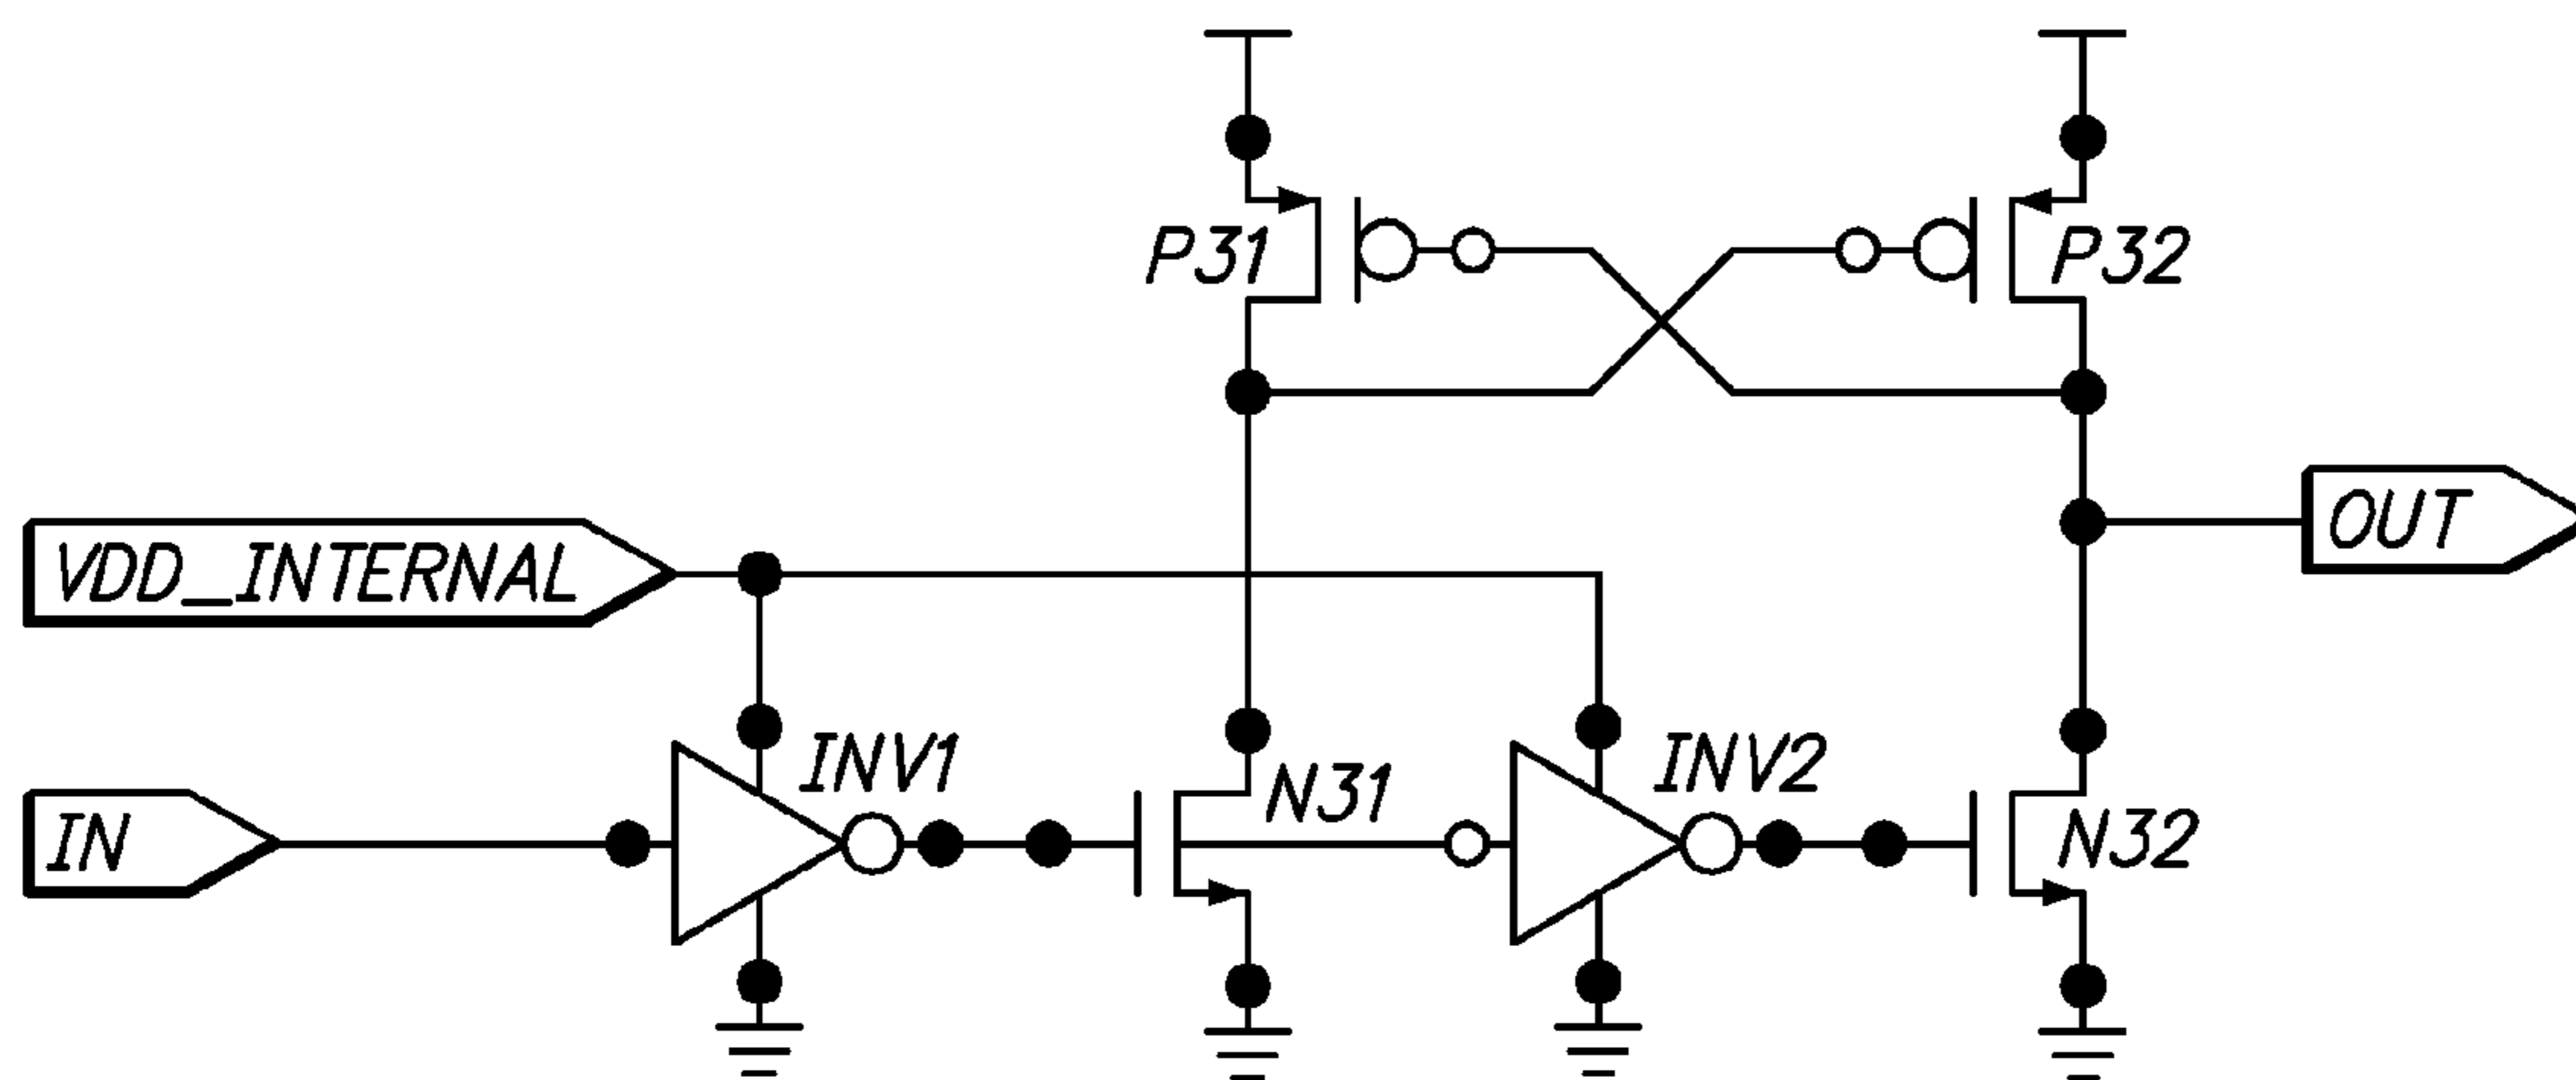 P31
P32
VDD_INTERNAL
OUT
INV1
N31
INV2
IN
N32